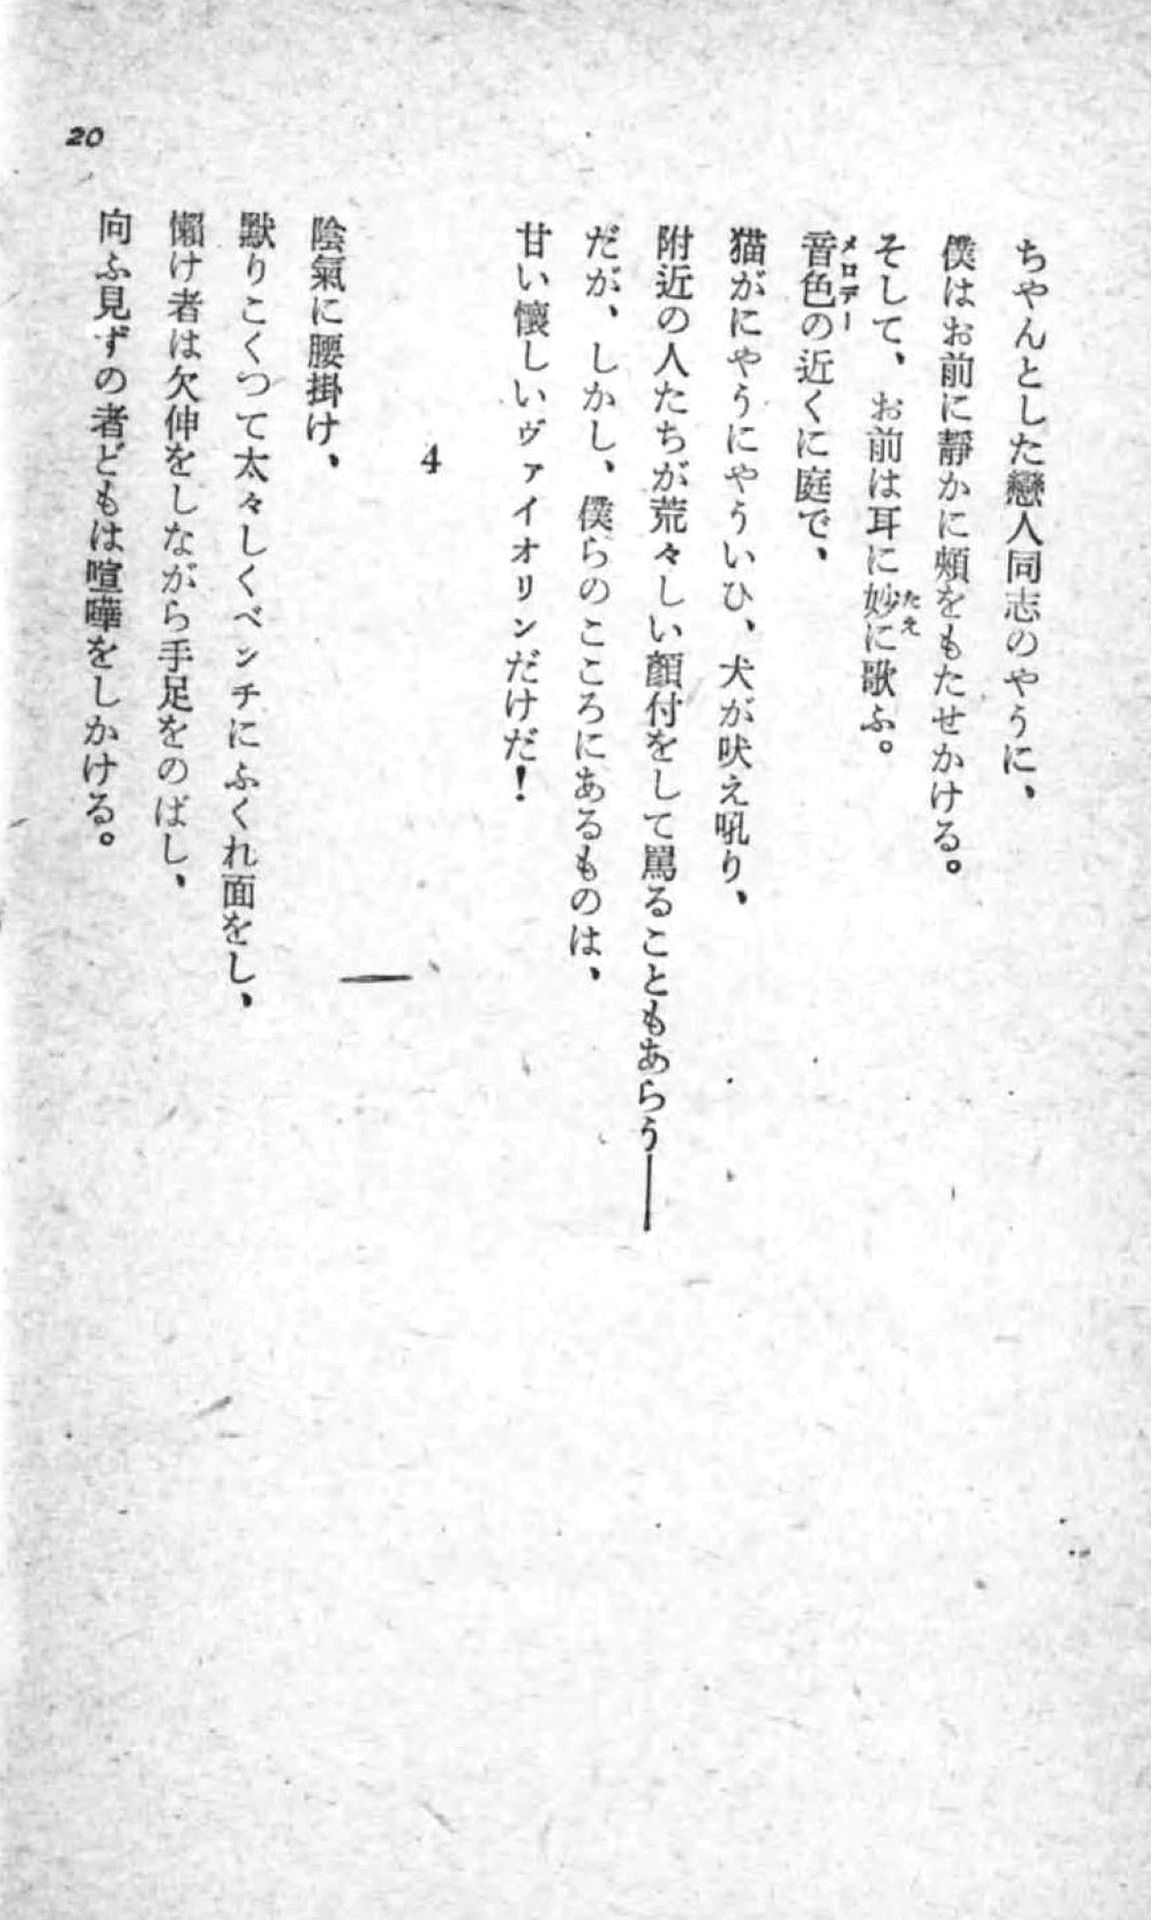 ちやんとした戀人同志のやうに、
僕はお前に靜かに頰をもたせかける。
そして、お前は耳に妙に歌ふ。
たえ
音色の近くに庭で、
メロデー
猫がにやうにやういひ、犬が吠え吼り、
附近の人たちが荒々しい顏付をして罵ることもあらう――
だが、しかし、僕らのこころにあるものは、
甘い懷しいヴァイオリンだけだ!
4
陰氣に腰掛け、
默りこくつて太々しくベンチにふくれ面をし、
懶け者は欠伸をしながら手足をのばし、
向ふ見ずの者どもは喧嘩をしかける。
20